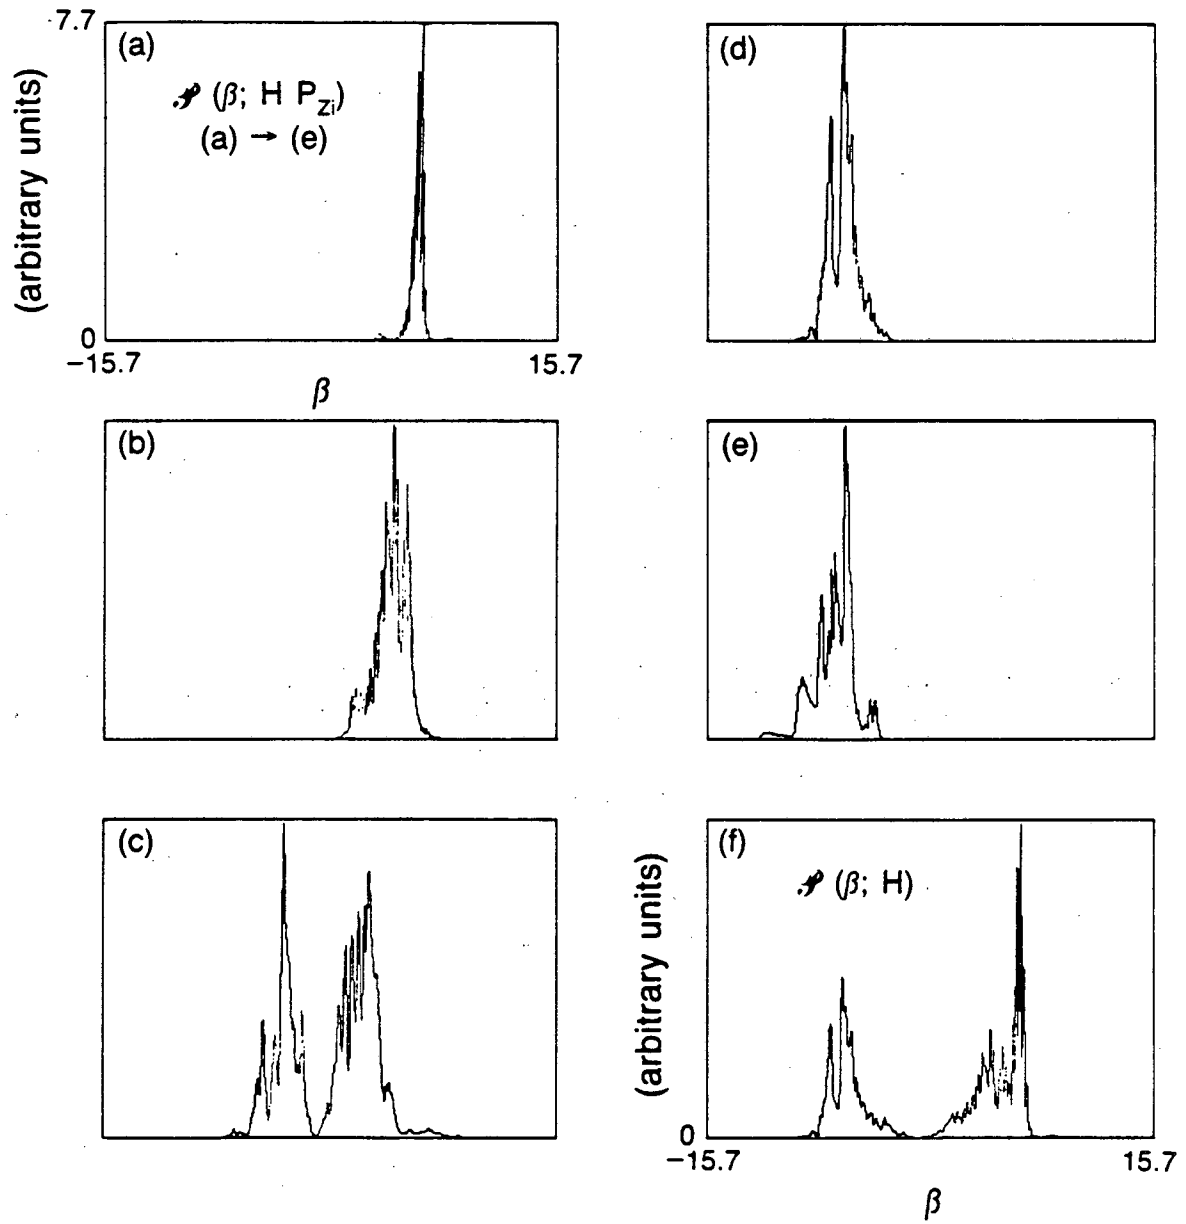 7.7
(a)
𝒫 (β; H P_Zi)
(a) → (e)
(arbitrary units)
0
−15.7
15.7
β
(b)
(c)
(d)
(e)
(f)
𝒫 (β; H)
(arbitrary units)
0
−15.7
15.7
β